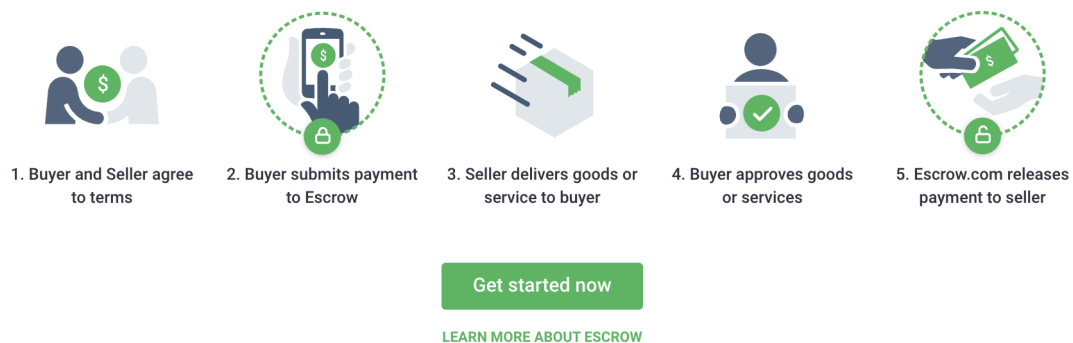 $
$
$
1. Buyer and Seller agree
to terms
2. Buyer submits payment
to Escrow
3. Seller delivers goods or
service to buyer
4. Buyer approves goods
or services
5. Escrow.com releases
payment to seller
Get started now
LEARN MORE ABOUT ESCROW